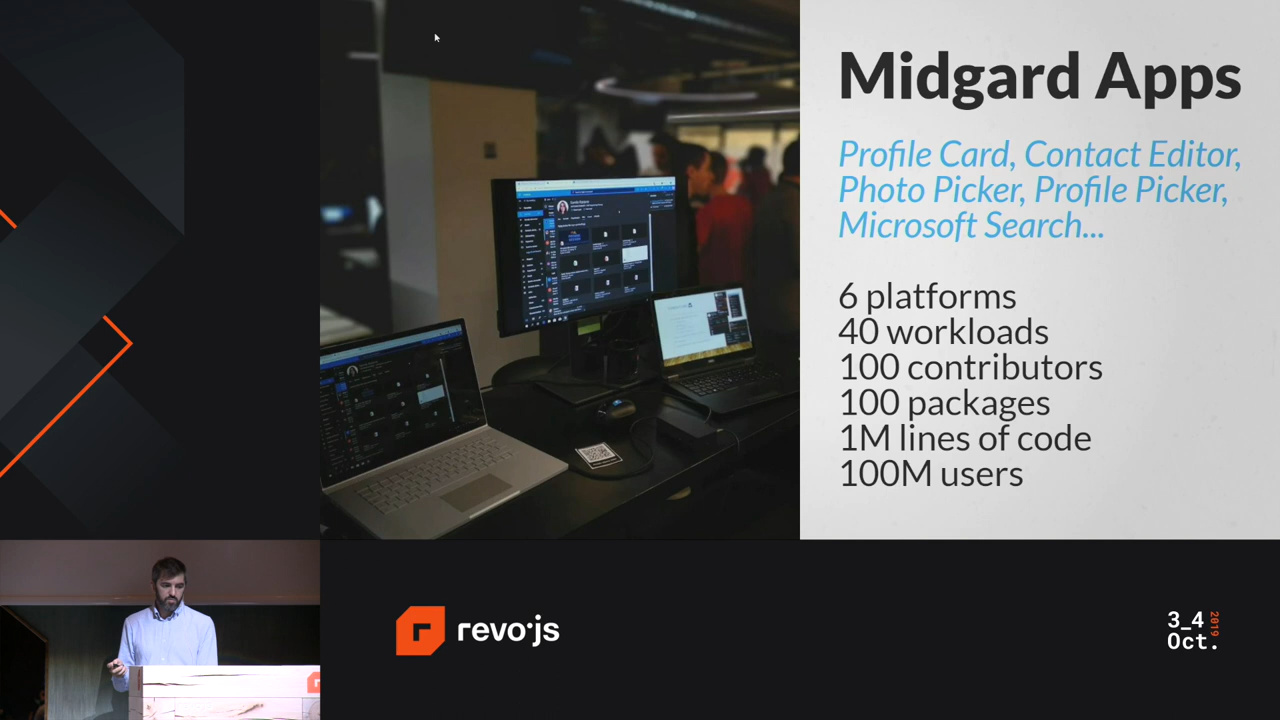 Midgard Apps
Profile Card, Contact Editor,
Photo Picker, Profile Picker,
Microsoft Search...
6 platforms
40 workloads
100 contributors
100 packages
1M lines of code
100M users
r revo·js
3_4 2019
Oct.